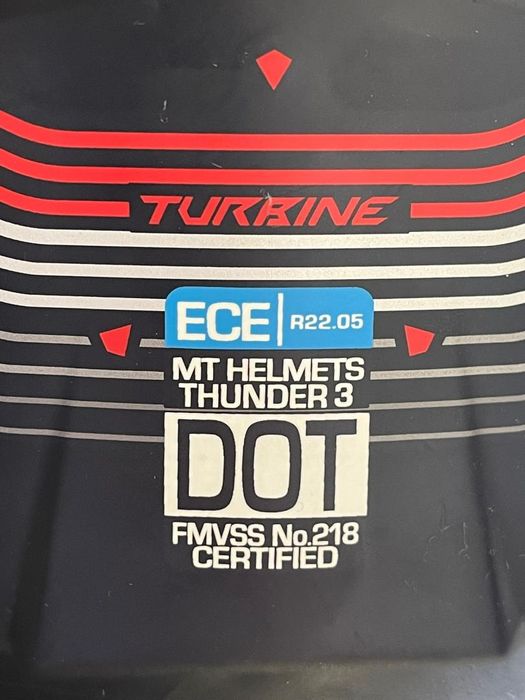 TURBINE
ECE | R22.05
MT HELMETS
THUNDER 3
DOT
FMVSS No.218
CERTIFIED